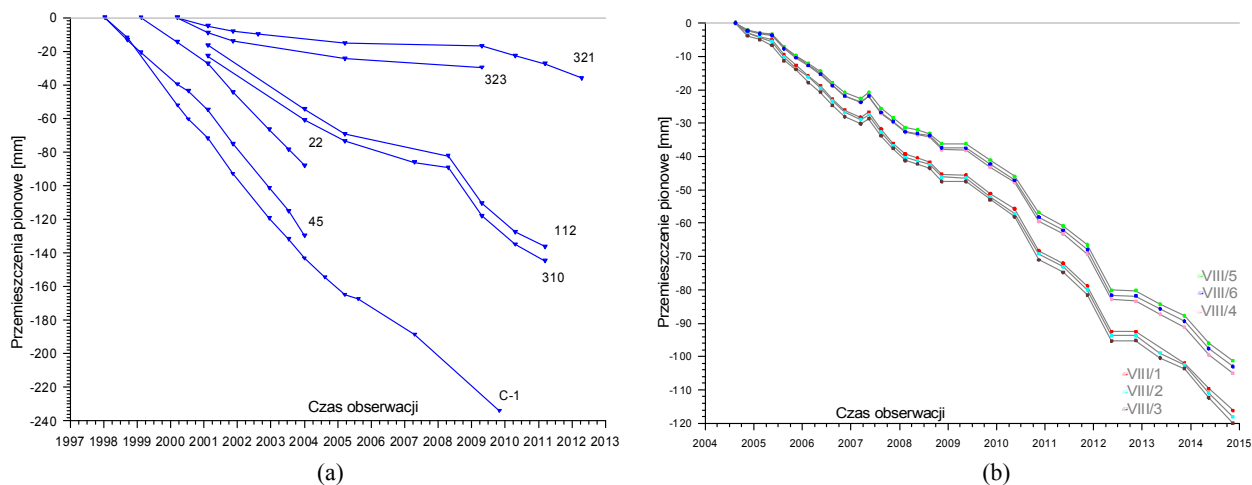 Przemieszczenia pionowe [mm]
0
-20
-40
-60
-80
-100
-120
-140
-160
-180
-200
-220
-240
321
323
22
45
112
310
C-1
Czas obserwacji
1997 1998 1999 2000 2001 2002 2003 2004 2005 2006 2007 2008 2009 2010 2011 2012 2013
(a)
Przemieszczenie pionowe [mm]
0
-10
-20
-30
-40
-50
-60
-70
-80
-90
-100
-110
-120
VIII/5
VIII/6
VIII/4
VIII/1
VIII/2
VIII/3
Czas obserwacji
2004 2005 2006 2007 2008 2009 2010 2011 2012 2013 2014 2015
(b)